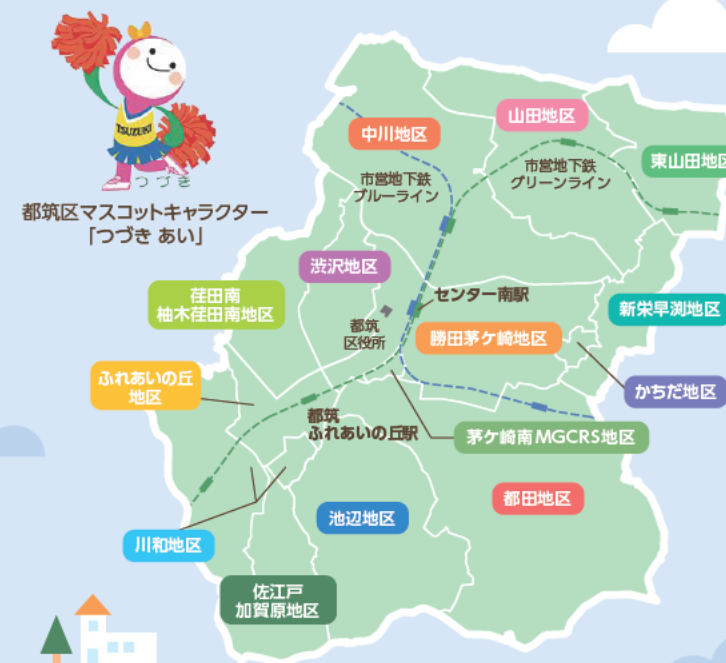 TSUZUKI
つづき
都筑区マスコットキャラクター
「つづき あい」
中川地区
山田地区
東山田地区
市営地下鉄
ブルーライン
市営地下鉄
グリーンライン
渋沢地区
荏田南
柚木荏田南地区
センター南駅
新栄早渕地区
都筑
区役所
勝田茅ケ崎地区
ふれあいの丘
地区
かちだ地区
都筑
ふれあいの丘駅
茅ケ崎南MGCRS地区
都田地区
池辺地区
川和地区
佐江戸
加賀原地区